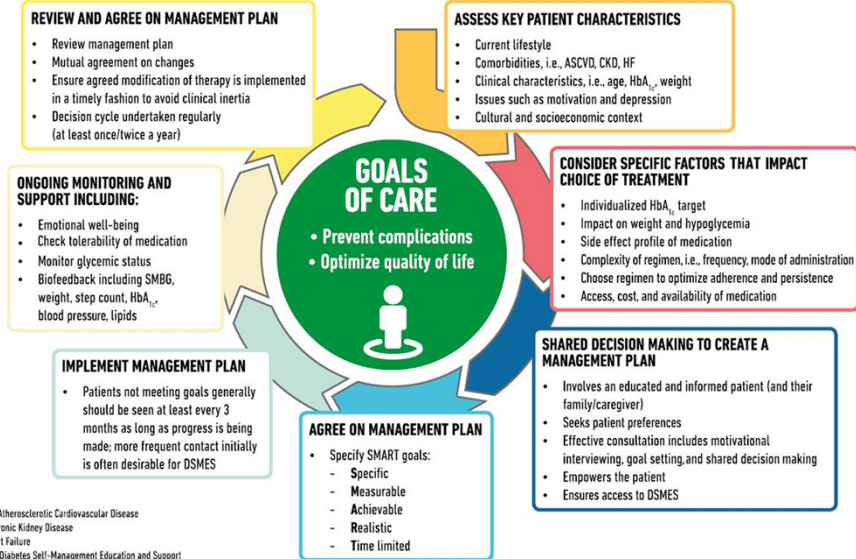 REVIEW AND AGREE ON MANAGEMENT PLAN
• Review management plan
• Mutual agreement on changes
• Ensure agreed modification of therapy is implemented
in a timely fashion to avoid clinical inertia
• Decision cycle undertaken regularly
(at least once/twice a year)
ASSESS KEY PATIENT CHARACTERISTICS
• Current lifestyle
• Comorbidities, i.e., ASCVD, CKD, HF
• Clinical characteristics, i.e., age, HbA1c, weight
• Issues such as motivation and depression
• Cultural and socioeconomic context
CONSIDER SPECIFIC FACTORS THAT IMPACT
CHOICE OF TREATMENT
• Individualized HbA1c target
• Impact on weight and hypoglycemia
• Side effect profile of medication
• Complexity of regimen, i.e., frequency, mode of administration
• Choose regimen to optimize adherence and persistence
• Access, cost, and availability of medication
SHARED DECISION MAKING TO CREATE A
MANAGEMENT PLAN
• Involves an educated and informed patient (and their
family/caregiver)
• Seeks patient preferences
• Effective consultation includes motivational
interviewing, goal setting,and shared decision making
• Empowers the patient
• Ensures access to DSMES
AGREE ON MANAGEMENT PLAN
• Specify SMART goals:
- Specific
- Measurable
- Achievable
- Realistic
- Time limited
IMPLEMENT MANAGEMENT PLAN
• Patients not meeting goals generally
should be seen at least every 3
months as long as progress is being
made; more frequent contact initially
is often desirable for DSMES
ONGOING MONITORING AND
SUPPORT INCLUDING:
• Emotional well-being
• Check tolerability of medication
• Monitor glycemic status
• Biofeedback including SMBG,
weight, step count, HbA1c,
blood pressure, lipids
GOALS
OF CARE
• Prevent complications
• Optimize quality of life
Atherosclerotic Cardiovascular Disease
Kidney Disease
Failure
Diabetes Self-Management Education and Support